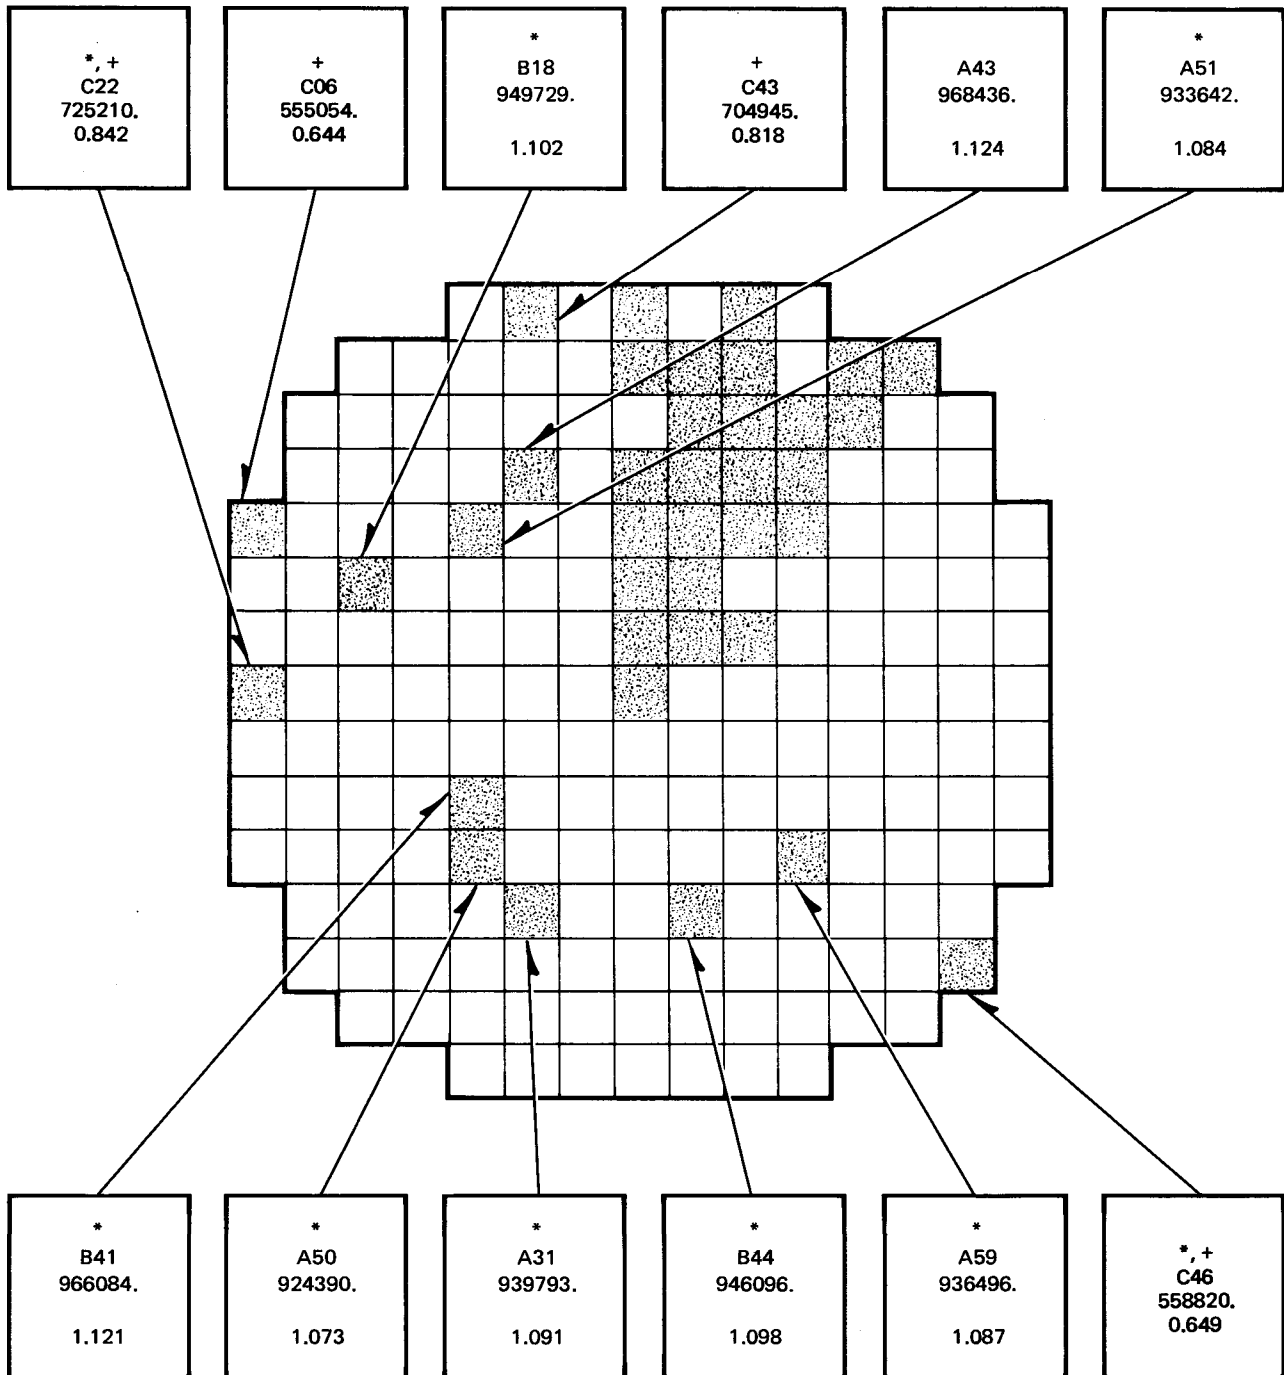 *, +
C22
725210.
0.842
+
C06
555054.
0.644
*
B18
949729.
1.102
+
C43
704945.
0.818
A43
968436.
1.124
*
A51
933642.
1.084
*
B41
966084.
1.121
*
A50
924390.
1.073
*
A31
939793.
1.091
*
B44
946096.
1.098
*
A59
936496.
1.087
*, +
C46
558820.
0.649